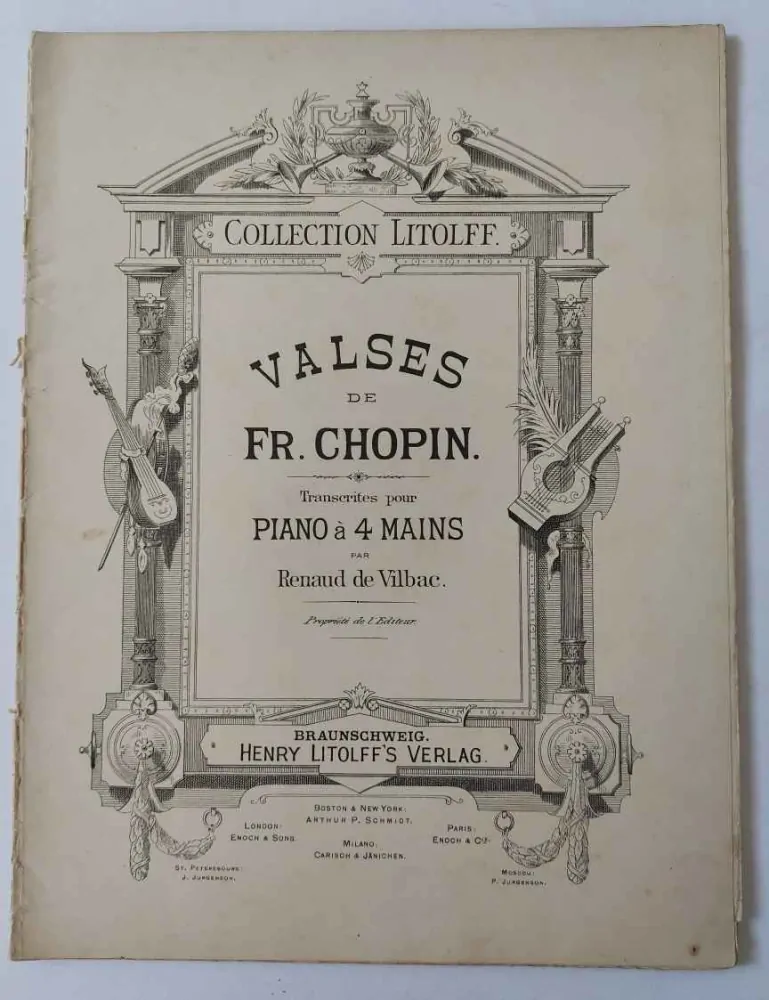 COLLECTION LITOLFF.
VALSES
DE
FR. CHOPIN.
Transcrites pour
PIANO à 4 MAINS
PAR
Renaud de Vilbac.
Propriété de l'Editeur.
BRAUNSCHWEIG.
HENRY LITOLFF'S VERLAG.
BOSTON & NEW YORK:
ARTHUR P. SCHMIDT.
LONDON:
ENOCH & SONS.
PARIS:
ENOCH & CIE.
MILANO:
CARISCH & JÄNICHEN.
ST. PETERSBOURG:
J. JURGENSON.
MOSCOU:
P. JURGENSON.